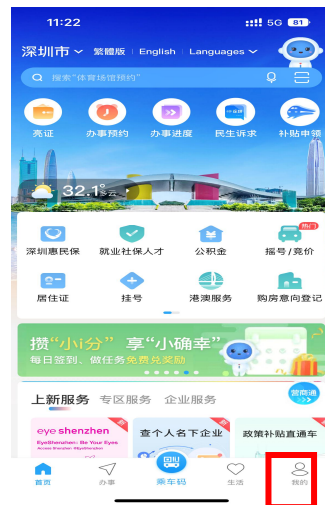 11:22 5G 81
深圳市 繁體版 English Languages
搜索"体育场馆预约"
亮证 办事预约 办事进度 民生诉求 补贴申领
32.1°
热门
深圳惠民保 就业社保人才 公积金 摇号/竞价
居住证 挂号 港澳服务 购房意向登记
攒“小i分” 享“小确幸”
每日签到、做任务免费兑奖励
上新服务 专区服务 企业服务
营商通
eye shenzhen 查个人名下企业 政策补贴直通车
EyeShenzhen: Be Your Eyes
首页 办事 乘车码 生活 我的